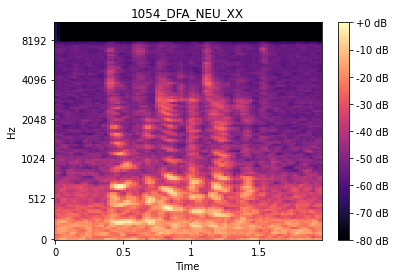 1054_DFA_NEU_XX
Hz
8192
4096
2048
1024
512
0
0
0.5
1
1.5
Time
+0 dB
-10 dB
-20 dB
-30 dB
-40 dB
-50 dB
-60 dB
-70 dB
-80 dB